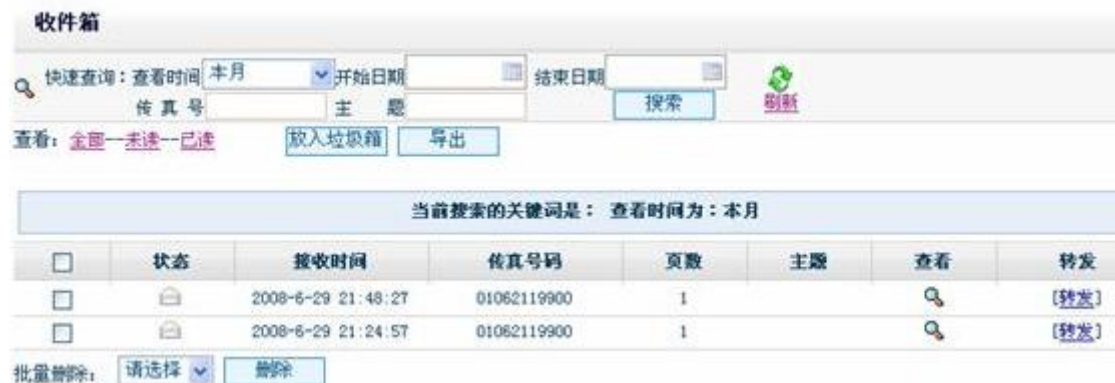 收件箱
快速查询：查看时间 本月 开始日期 结束日期
传真号 主题 搜索 刷新
查看：全部--未读--已读 放入垃圾箱 导出
当前搜索的关键词是： 查看时间为：本月
状态 接收时间 传真号码 页数 主题 查看 转发
2008-6-29 21:48:27 01062119900 1 [转发]
2008-6-29 21:24:57 01062119900 1 [转发]
批量删除： 请选择 删除